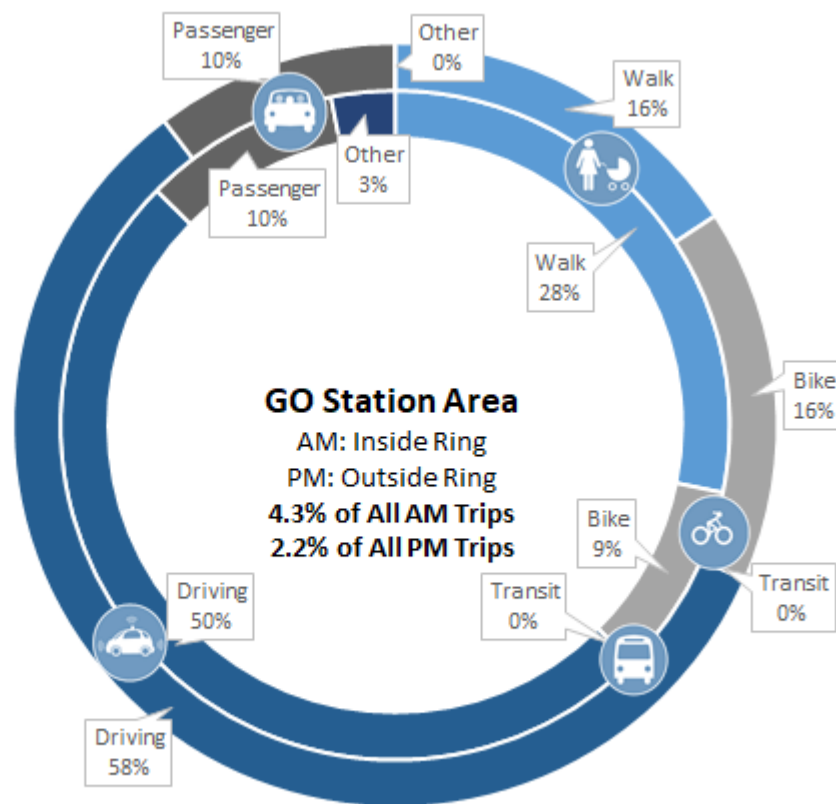 Passenger
10%
Other
0%
Walk
16%
Passenger
10%
Other
3%
Walk
28%
Bike
16%
GO Station Area
AM: Inside Ring
PM: Outside Ring
4.3% of All AM Trips
2.2% of All PM Trips
Bike
9%
Transit
0%
Transit
0%
Driving
50%
Driving
58%